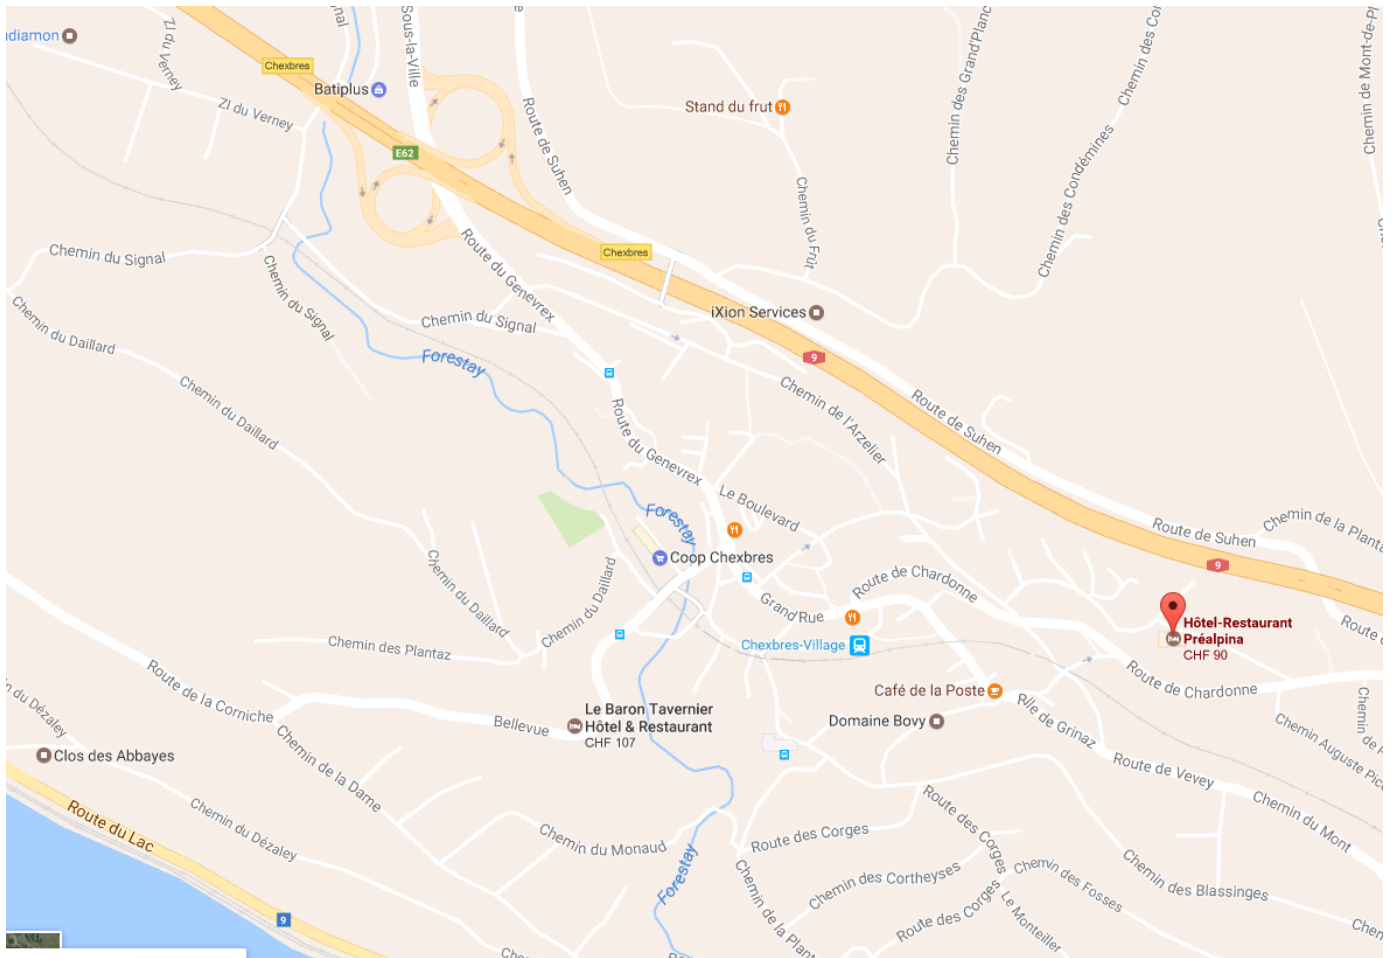 ndiamon
ZI du Verney
Chexbres
Batiplus
ZI du Verney
Sous-la-Ville
E62
Route de Suhen
Stand du frut
Chemin du Frût
Chemin des Grand'Planc
Chemin des Condémines
Chemin des Co
Chemin de Mont-de-Pl
Chexbres
Chemin du Signal
Chemin du Signal
Route du Genevrex
Chemin du Signal
iXion Services
Chemin du Daillard
Forestay
9
Chemin du Daillard
Chemin de l'Arzelier
Route de Suhen
Route du Genevrex
Le Boulevard
Forestay
Route de Suhen
Chemin de la Planta
Coop Chexbres
9
Chemin du Daillard
Chemin du Daillard
Grand'Rue
Route de Chardonne
Hôtel-Restaurant
Préalpina
CHF 90
Route
Chemin des Plantaz
Chexbres-Village
Route de la Corniche
Café de la Poste
Route de Chardonne
Le Baron Tavernier
Hôtel & Restaurant
CHF 107
Bellevue
Domaine Bovy
Rlle de Grinaz
Chemin Auguste Pic
n du Dézaley
Clos des Abbayes
Chemin de la Dame
Route de Vevey
Chemin du Mont
Route du Lac
Chemin du Dézaley
Chemin du Monaud
Route des Corges
Route des Corges
Forestay
Chemin de la Plant
Chemin des Cortheyses
Chemin des Fosses
Chemin des Blassinges
Route des Corges
Le Monteiller
9
Chen